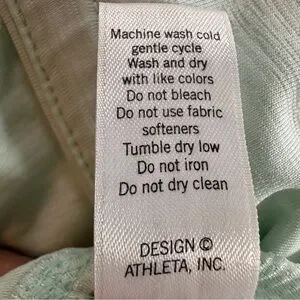 Machine wash cold
gentle cycle
Wash and dry
with like colors
Do not bleach
Do not use fabric
softeners
Tumble dry low
Do not iron
Do not dry clean
DESIGN ©
ATHLETA, INC.